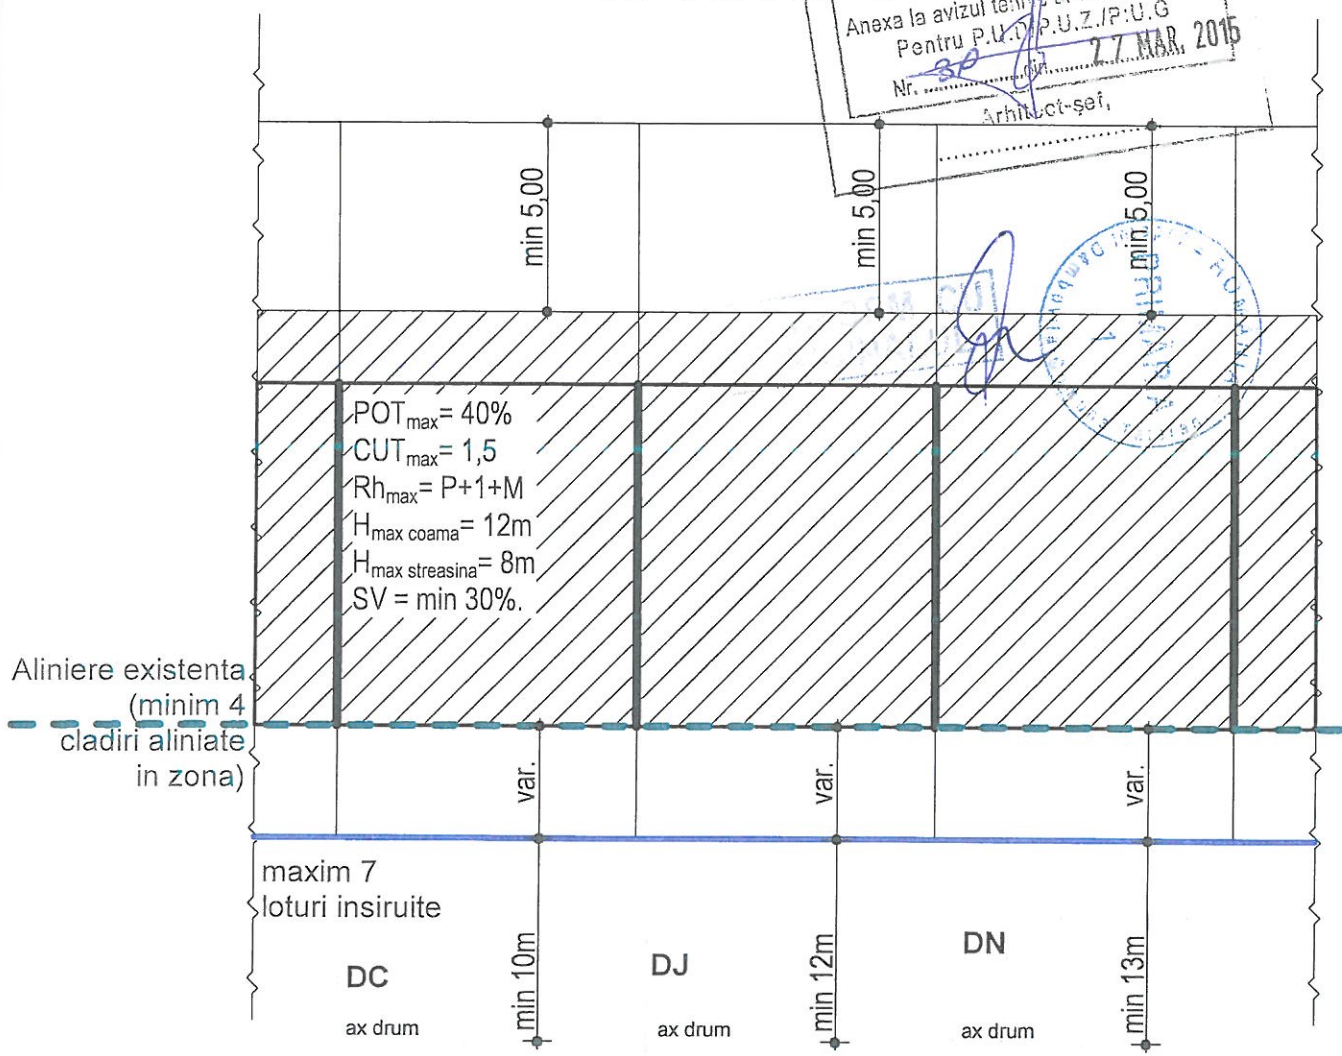 Anexa la avizul
Pentru P.U.D/P.U.Z./P.U.G
Nr. 30 din 27. MAR. 2015
Arhitect-şef,
min 5,00
min 5,00
min 5,00
ROMANIA
PRIMARIA
1
POTmax= 40%
CUTmax= 1,5
Rhmax= P+1+M
Hmax coama= 12m
Hmax streasina= 8m
SV = min 30%.
Aliniere existenta
(minim 4
cladiri aliniate
in zona)
var.
var.
var.
maxim 7
loturi insiruite
DC
DJ
DN
min 10m
min 12m
min 13m
ax drum
ax drum
ax drum